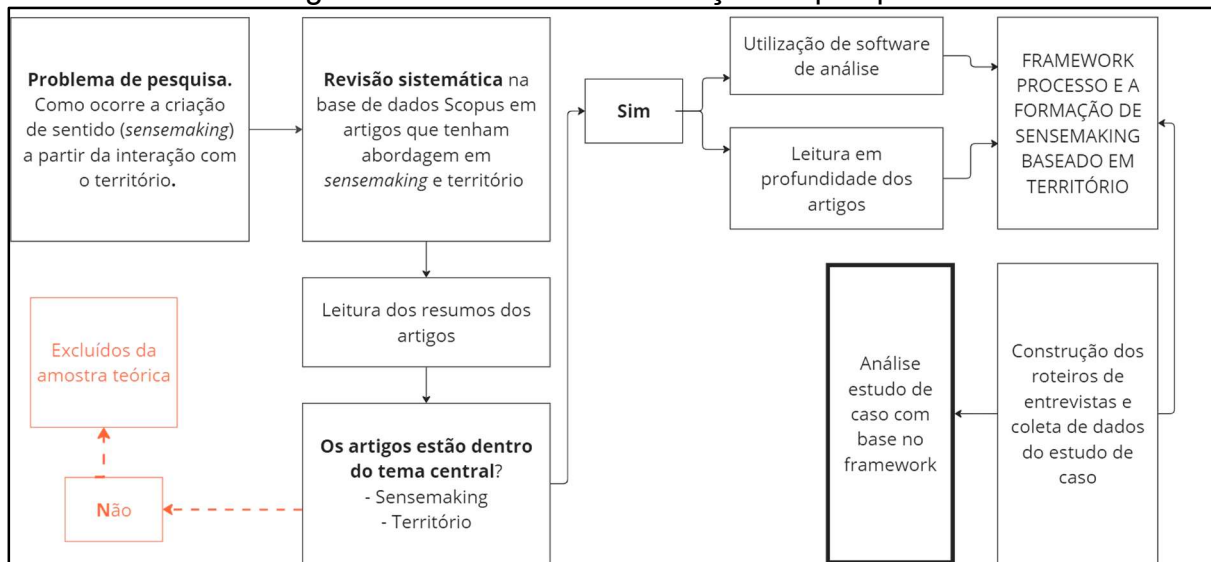 Problema de pesquisa.
Como ocorre a criação
de sentido (sensemaking)
a partir da interação com
o território.
Revisão sistemática na
base de dados Scopus em
artigos que tenham
abordagem em
sensemaking e território
Leitura dos resumos dos
artigos
Os artigos estão dentro
do tema central?
- Sensemaking
- Território
Não
Excluídos da
amostra teórica
Sim
Utilização de software
de análise
Leitura em
profundidade dos
artigos
FRAMEWORK
PROCESSO E A
FORMAÇÃO DE
SENSEMAKING
BASEADO EM
TERRITÓRIO
Construção dos
roteiros de
entrevistas e
coleta de dados
do estudo de
caso
Análise
estudo de
caso com
base no
framework